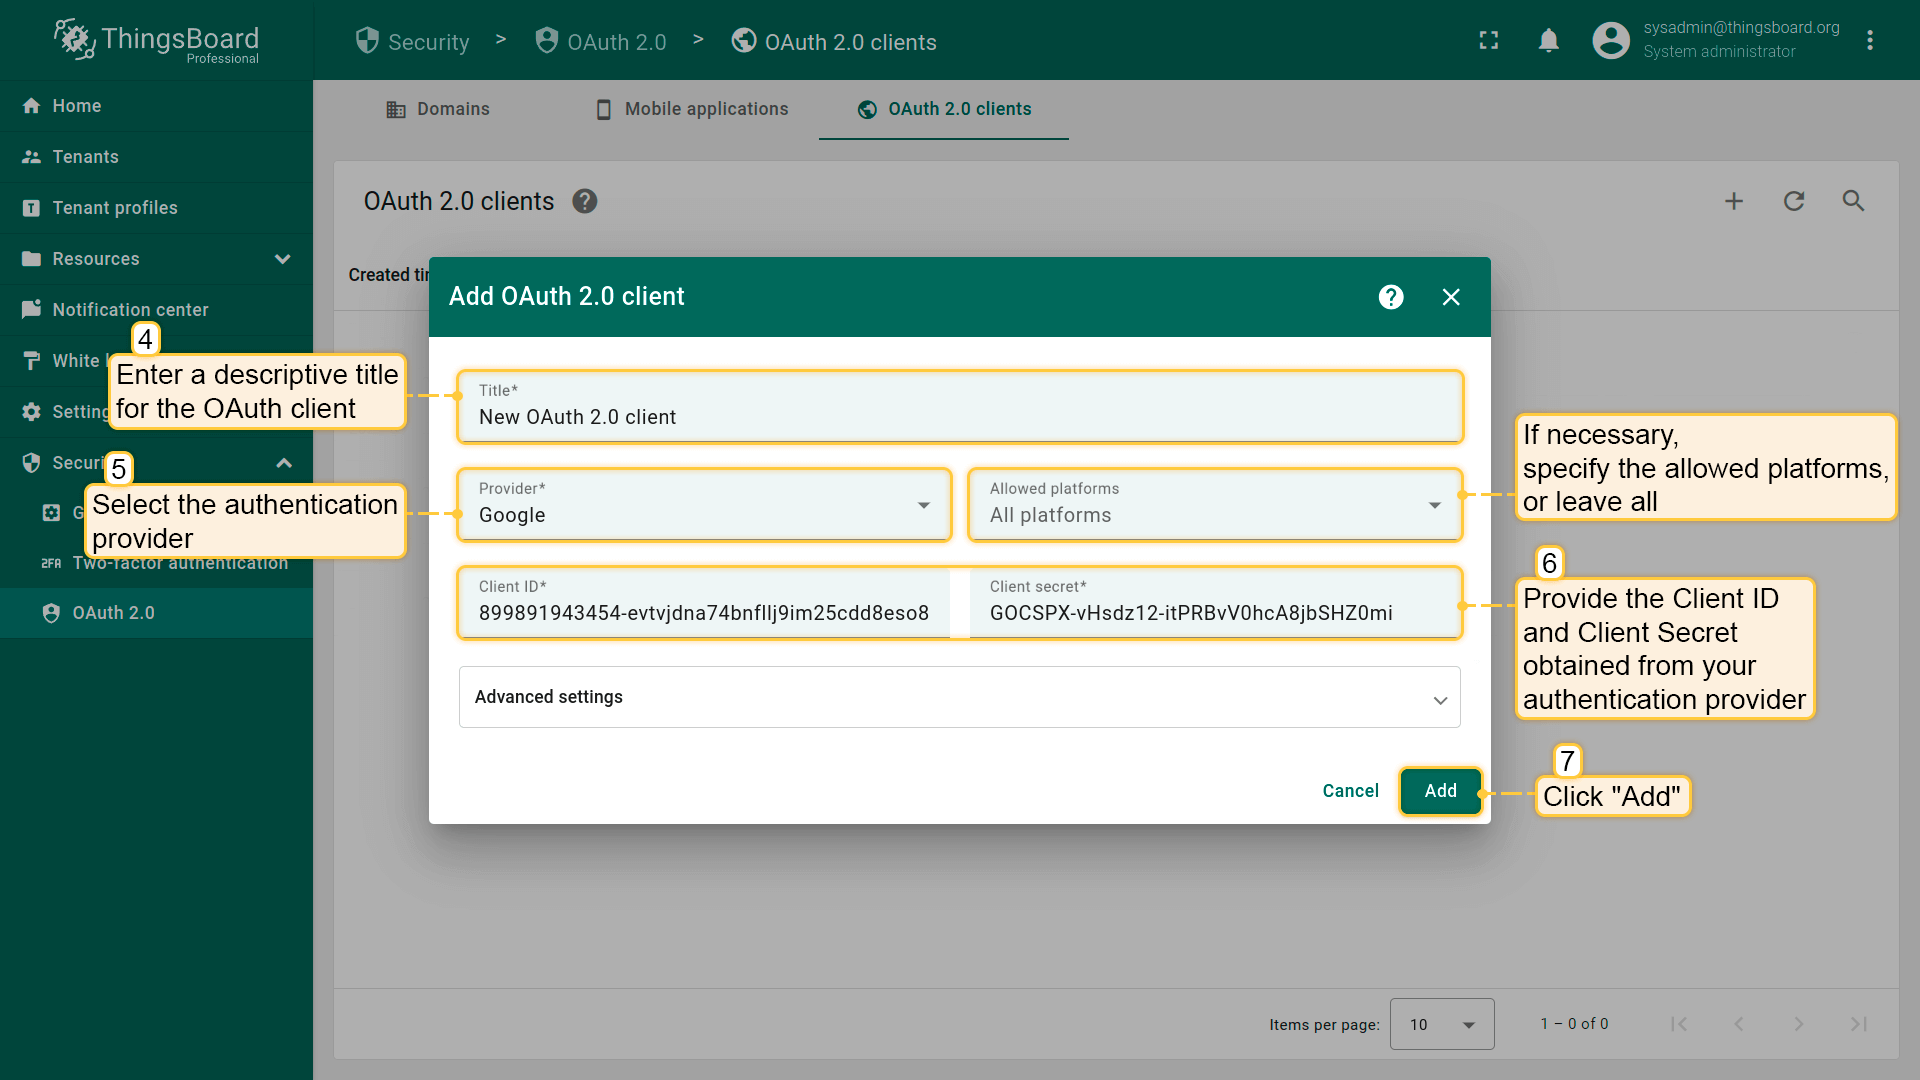 ThingsBoard
Professional
Security > OAuth 2.0 > OAuth 2.0 clients
sysadmin@thingsboard.org
System administrator
Home
Tenants
Tenant profiles
Resources
Notification center
White
Setting
Securi
G
2FA Two-factor authentication
OAuth 2.0
Domains
Mobile applications
OAuth 2.0 clients
OAuth 2.0 clients ?
Created tim
Add OAuth 2.0 client ?
4
Enter a descriptive title
for the OAuth client
Title*
New OAuth 2.0 client
5
Select the authentication
provider
Provider*
Google
Allowed platforms
All platforms
If necessary,
specify the allowed platforms,
or leave all
Client ID*
899891943454-evtvjdna74bnfllj9im25cdd8eso8
Client secret*
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
6
Provide the Client ID
and Client Secret
obtained from your
authentication provider
Advanced settings
Cancel
Add
7
Click "Add"
Items per page: 10
1 – 0 of 0